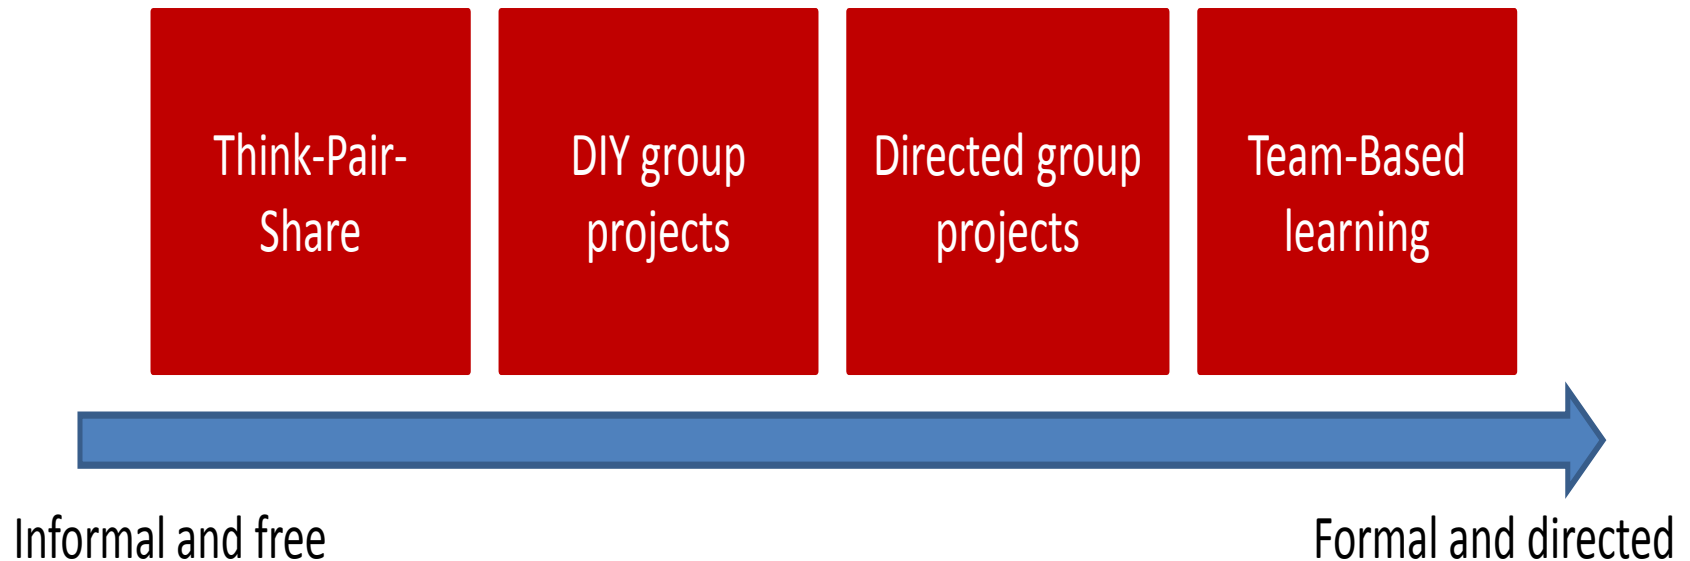 Think-Pair-
Share
DIY group
projects
Directed group
projects
Team-Based
learning
Informal and free
Formal and directed